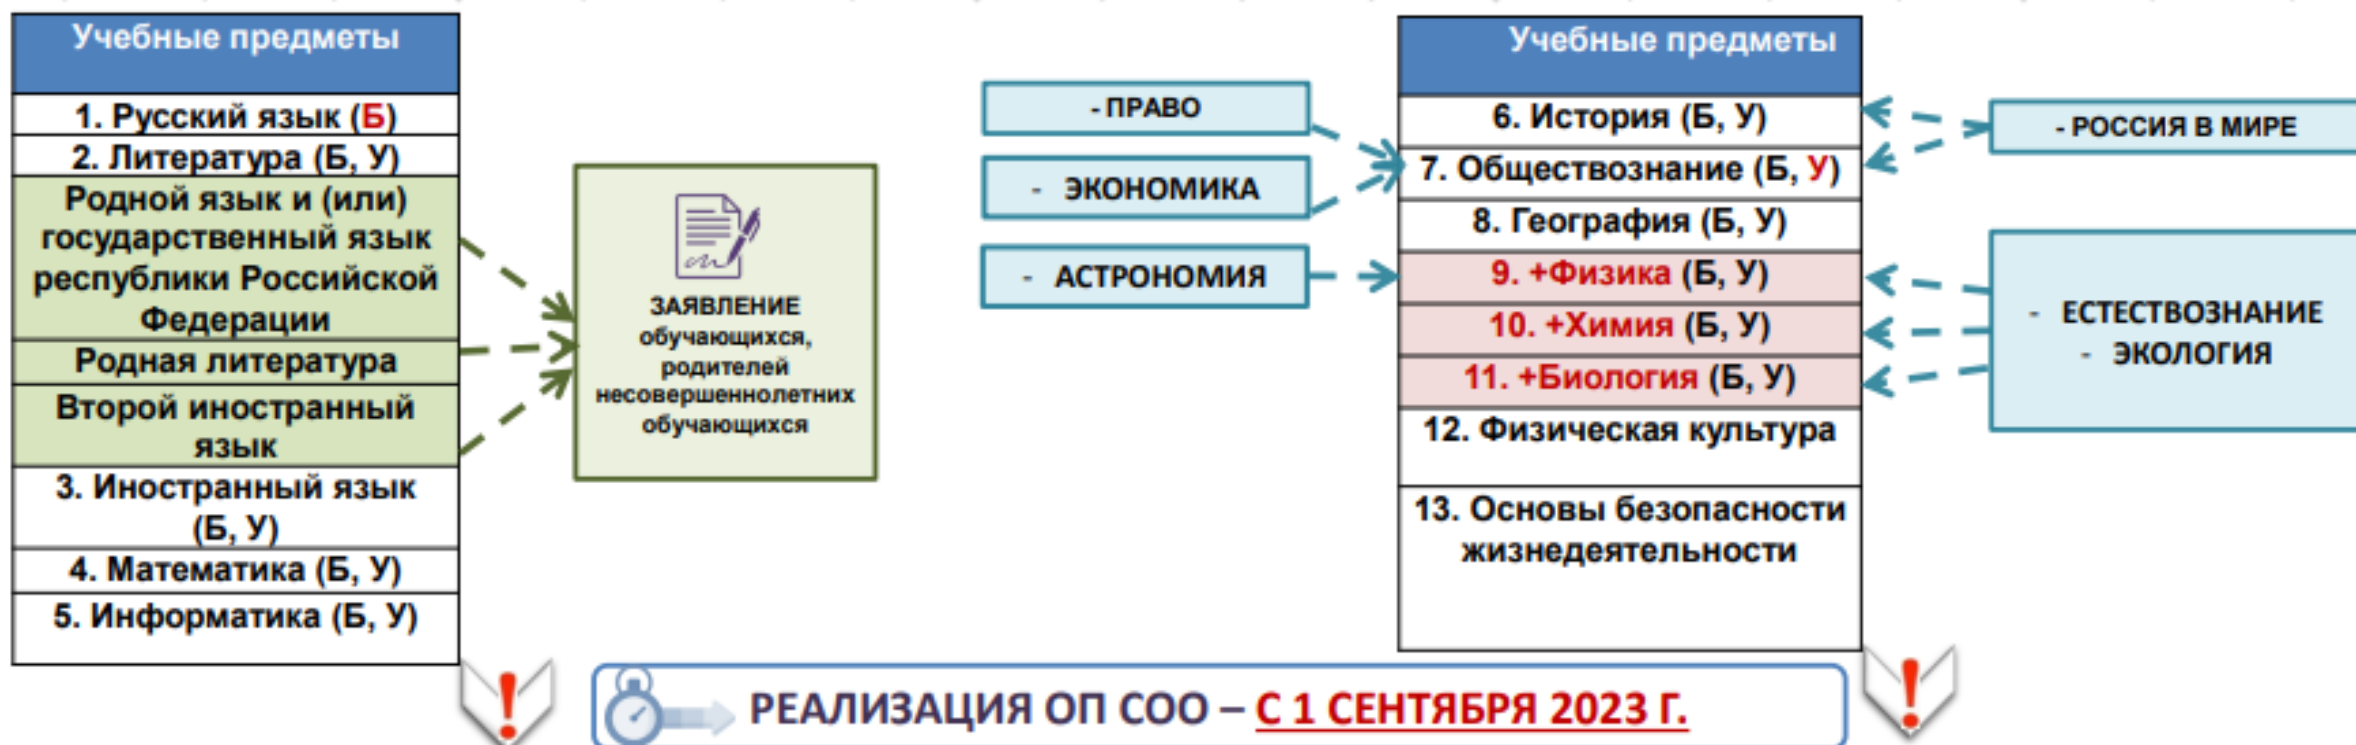 Учебные предметы
1. Русский язык (Б)
2. Литература (Б, У)
Родной язык и (или)
государственный язык
республики Российской
Федерации
Родная литература
Второй иностранный
язык
3. Иностранный язык
(Б, У)
4. Математика (Б, У)
5. Информатика (Б, У)
ЗАЯВЛЕНИЕ
обучающихся,
родителей
несовершеннолетних
обучающихся
- ПРАВО
- ЭКОНОМИКА
- АСТРОНОМИЯ
Учебные предметы
6. История (Б, У)
7. Обществознание (Б, У)
8. География (Б, У)
9. +Физика (Б, У)
10. +Химия (Б, У)
11. +Биология (Б, У)
12. Физическая культура
13. Основы безопасности
жизнедеятельности
- РОССИЯ В МИРЕ
- ЕСТЕСТВОЗНАНИЕ
- ЭКОЛОГИЯ
! РЕАЛИЗАЦИЯ ОП СОО – С 1 СЕНТЯБРЯ 2023 Г. !